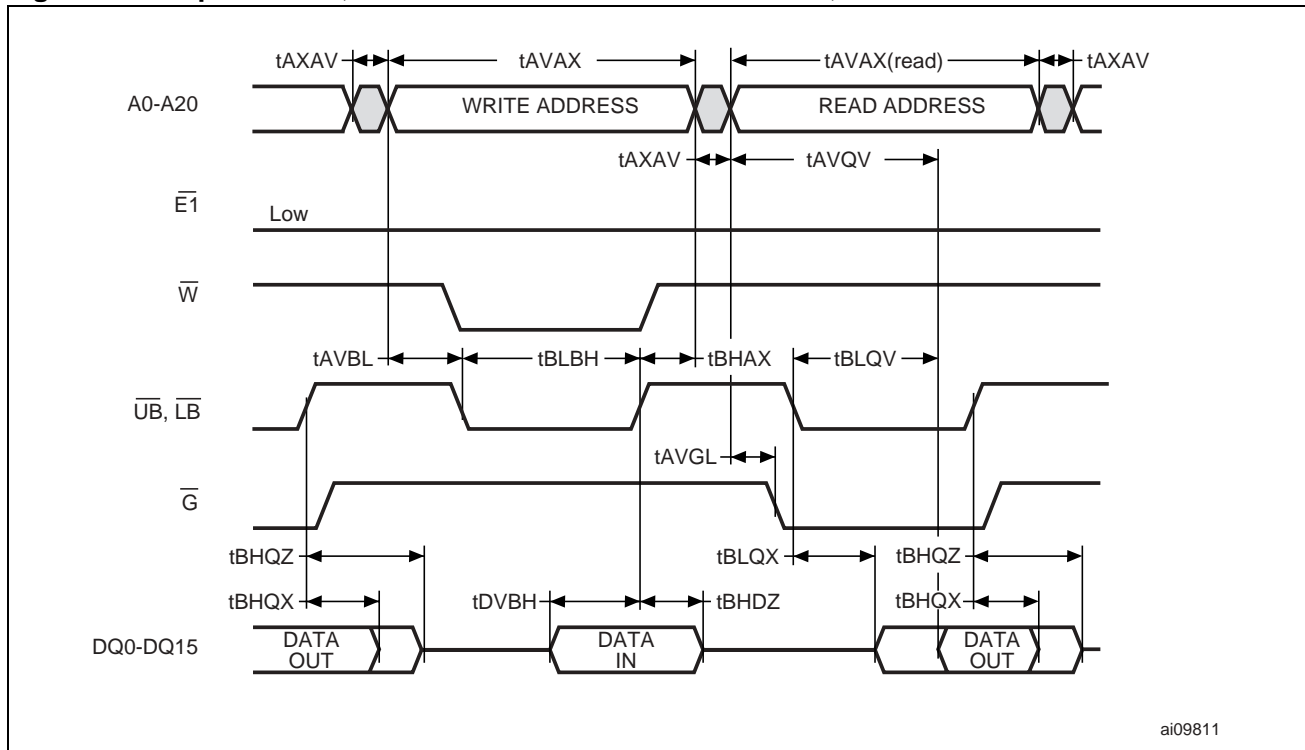 tAXAV tAVAX tAVAX(read) tAXAV
A0-A20 WRITE ADDRESS READ ADDRESS
tAXAV tAVQV
E1
Low
W
tAVBL tBLBH tBHAX tBLQV
UB, LB
tAVGL
G
tBHQZ tBLQX tBHQZ
tBHQX tDVBH tBHDZ tBHQX
DQ0-DQ15 DATA OUT DATA IN DATA OUT
ai09811